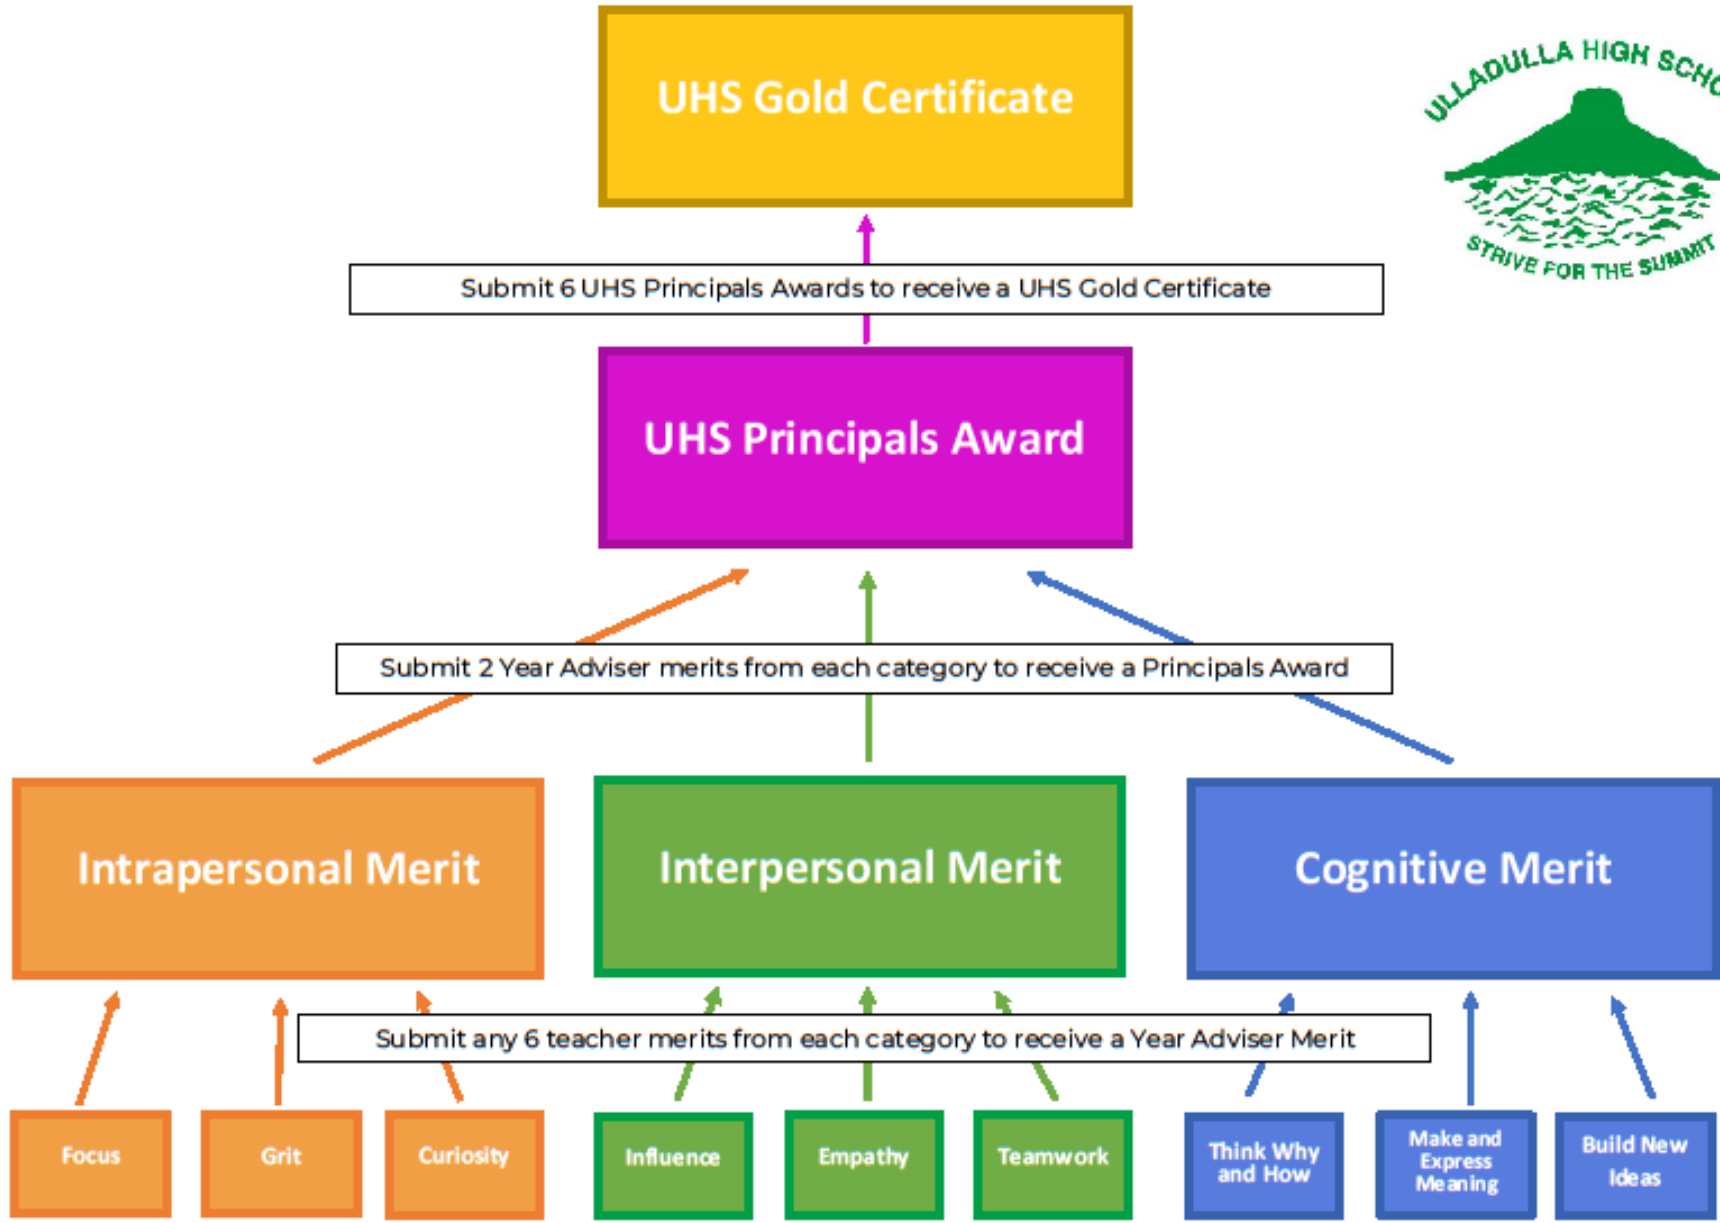 UHS Gold Certificate
ULLADULLA HIGH
STRIVE FOR THE SUMMIT
Submit 6 UHS Principals Awards to receive a UHS Gold Certificate
UHS Principals Award
Submit 2 Year Adviser merits from each category to receive a Principals Award
Intrapersonal Merit
Interpersonal Merit
Cognitive Merit
Submit any 6 teacher merits from each category to receive a Year Adviser Merit
Focus
Grit
Curiosity
Influence
Empathy
Teamwork
Think Why
and How
Make and
Express
Meaning
Build New
Ideas